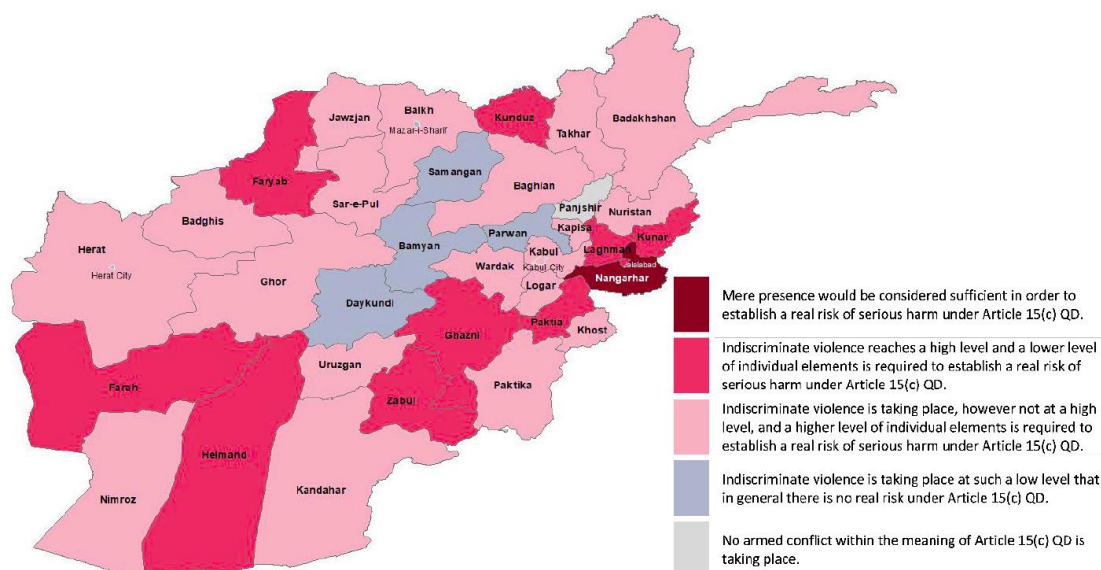 Jawzjan
Balkh
Mazar-i-Sharif
Kunduz
Takhar
Badakhshan
Faryab
Samangan
Baghlan
Sar-e-Pul
Panjshir
Nuristan
Badghis
Parwan
Kapisa
Kunar
Herat
Bamyan
Laghman
Herat City
Kabul
Kabul City
Jalalabad
Wardak
Nangarhar
Ghor
Logar
Daykundi
Ghazni
Paktia
Khost
Uruzgan
Farah
Zabul
Paktika
Helmand
Kandahar
Nimroz
Mere presence would be considered sufficient in order to
establish a real risk of serious harm under Article 15(c) QD.
Indiscriminate violence reaches a high level and a lower level
of individual elements is required to establish a real risk of
serious harm under Article 15(c) QD.
Indiscriminate violence is taking place, however not at a high
level, and a higher level of individual elements is required to
establish a real risk of serious harm under Article 15(c) QD.
Indiscriminate violence is taking place at such a low level that
in general there is no real risk under Article 15(c) QD.
No armed conflict within the meaning of Article 15(c) QD is
taking place.